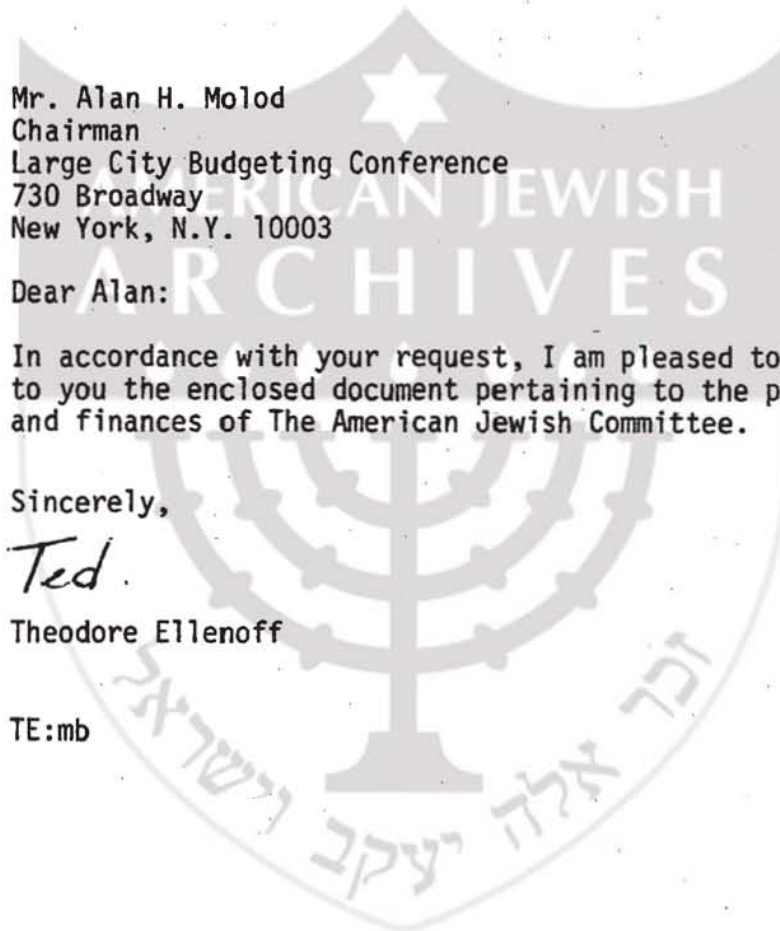 Mr. Alan H. Molod
Chairman
Large City Budgeting Conference
730 Broadway
New York, N.Y. 10003
AMERICAN JEWISH
ARCHIVES
Dear Alan:
In accordance with your request, I am pleased to
to you the enclosed document pertaining to the p
and finances of The American Jewish Committee.
Sincerely,
Ted.
Theodore Ellenoff
TE:mb
זכר אלה יעקב וישראל